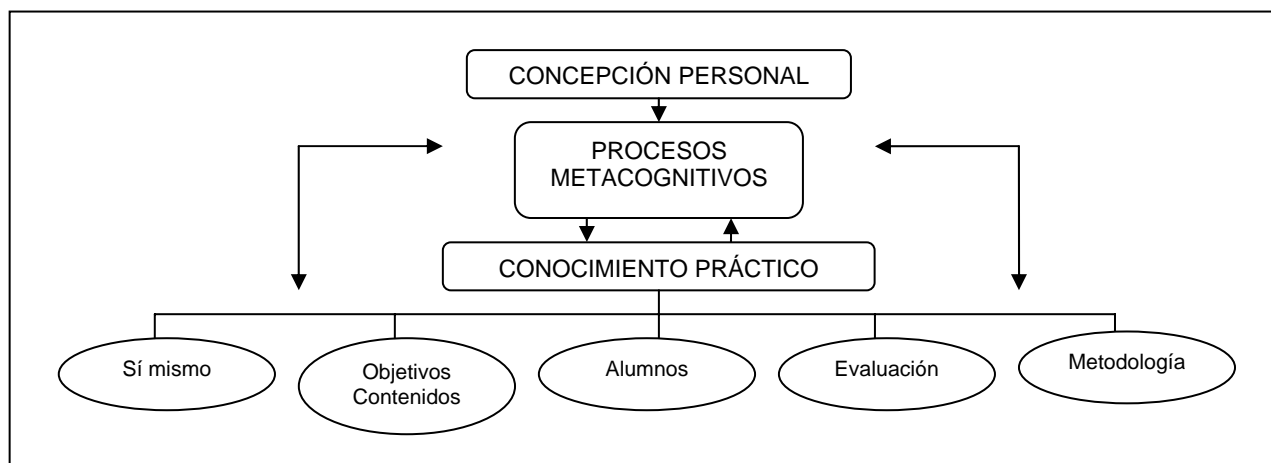 CONCEPCIÓN PERSONAL
PROCESOS
METACOGNITIVOS
CONOCIMIENTO PRÁCTICO
Sí mismo
Objetivos
Contenidos
Alumnos
Evaluación
Metodología